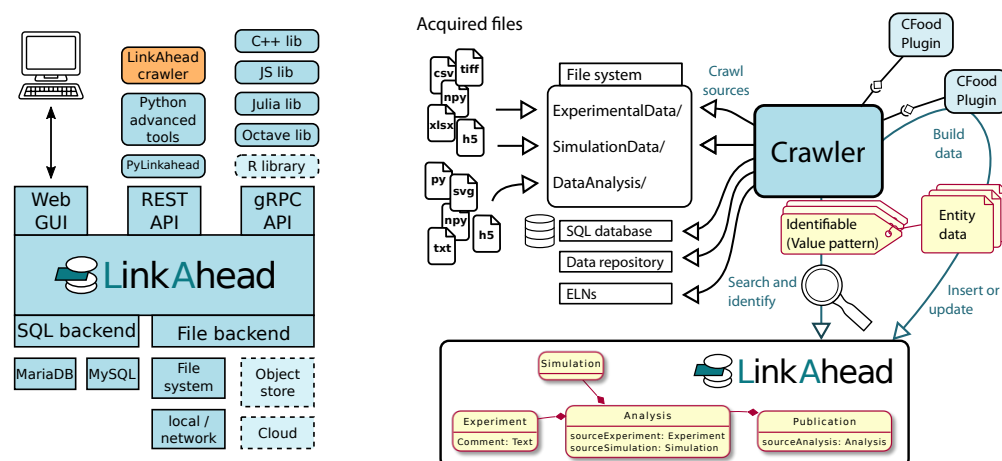 LinkAhead
crawler
Python
advanced
tools
PyLinkahead
C++ lib
JS lib
Julia lib
Octave lib
R library
Web
GUI
REST
API
gRPC
API
LinkAhead
SQL backend
File backend
MariaDB
MySQL
File
system
Object
store
local /
network
Cloud
Acquired files
csv
tiff
npy
xlsx
h5
py
svg
npy
txt
h5
File system
ExperimentalData/
SimulationData/
DataAnalysis/
SQL database
Data repository
ELNs
Crawl
sources
Crawler
CFood
Plugin
CFood
Plugin
Build
data
Identifiable
(Value pattern)
Entity
data
Search and
identify
Insert or
update
LinkAhead
Simulation
Experiment
Comment: Text
Analysis
sourceExperiment: Experiment
sourceSimulation: Simulation
Publication
sourceAnalysis: Analysis